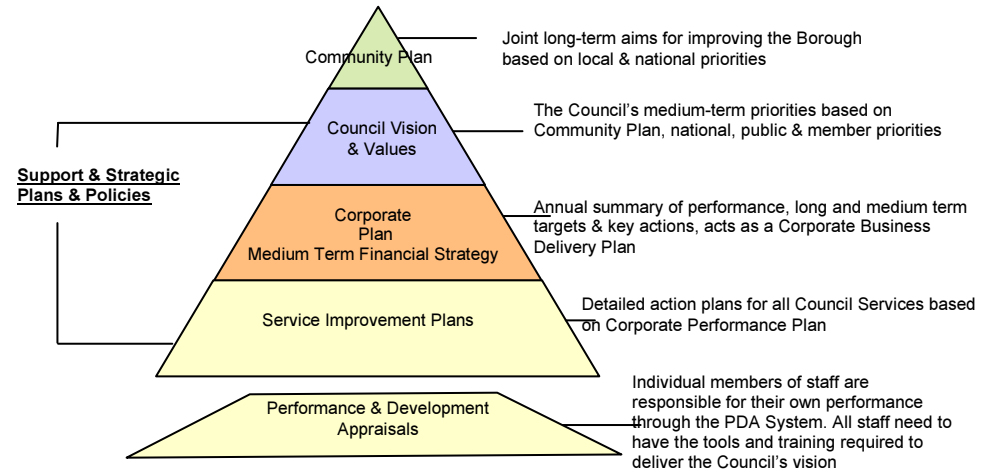 Community Plan
Joint long-term aims for improving the Borough
based on local & national priorities
Council Vision
& Values
The Council's medium-term priorities based on
Community Plan, national, public & member priorities
Support & Strategic
Plans & Policies
Corporate
Plan
Medium Term Financial Strategy
Annual summary of performance, long and medium term
targets & key actions, acts as a Corporate Business
Delivery Plan
Service Improvement Plans
Detailed action plans for all Council Services based
on Corporate Performance Plan
Performance & Development
Appraisals
Individual members of staff are
responsible for their own performance
through the PDA System. All staff need to
have the tools and training required to
deliver the Council's vision